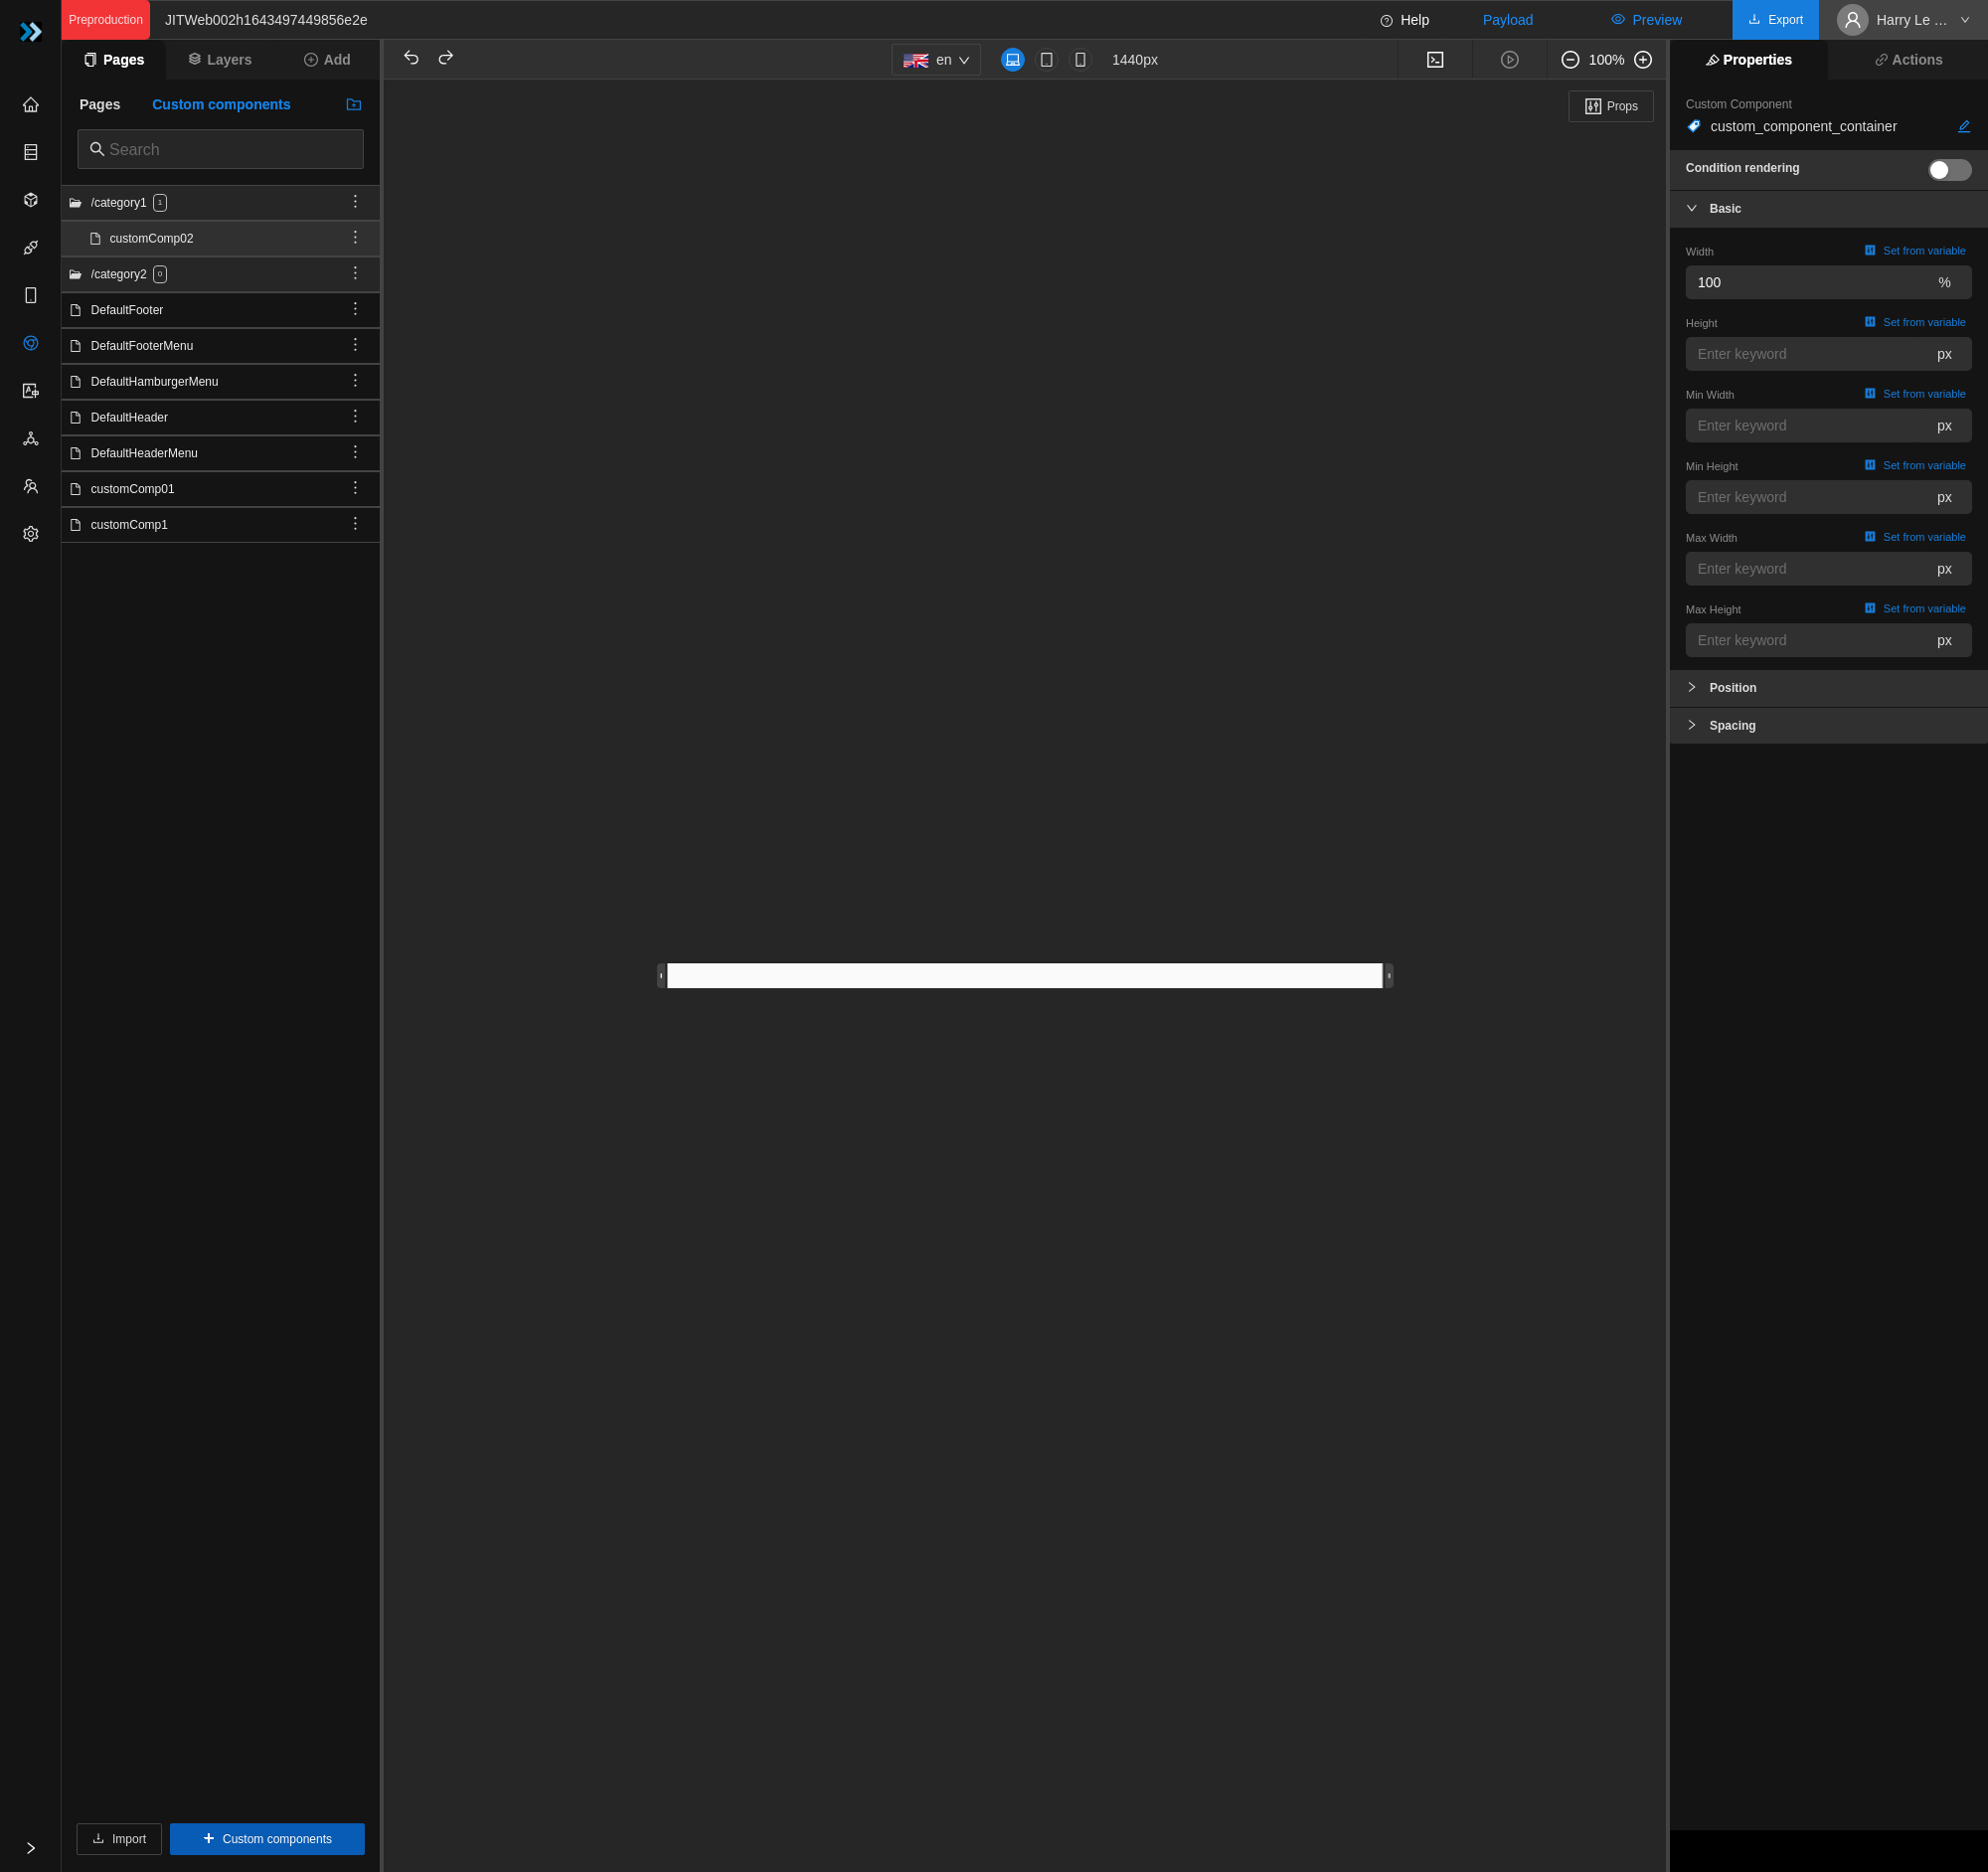 Preproduction
JITWeb002h1643497449856e2e
Help
Payload
Preview
Export
Harry Le ...
Pages
Layers
Add
en
1440px
100%
Properties
Actions
Pages
Custom components
Search
/category1 1
customComp02
/category2 0
DefaultFooter
DefaultFooterMenu
DefaultHamburgerMenu
DefaultHeader
DefaultHeaderMenu
customComp01
customComp1
Import
Custom components
Props
Custom Component
custom_component_container
Condition rendering
Basic
Width
Set from variable
100 %
Height
Set from variable
Enter keyword px
Min Width
Set from variable
Enter keyword px
Min Height
Set from variable
Enter keyword px
Max Width
Set from variable
Enter keyword px
Max Height
Set from variable
Enter keyword px
Position
Spacing